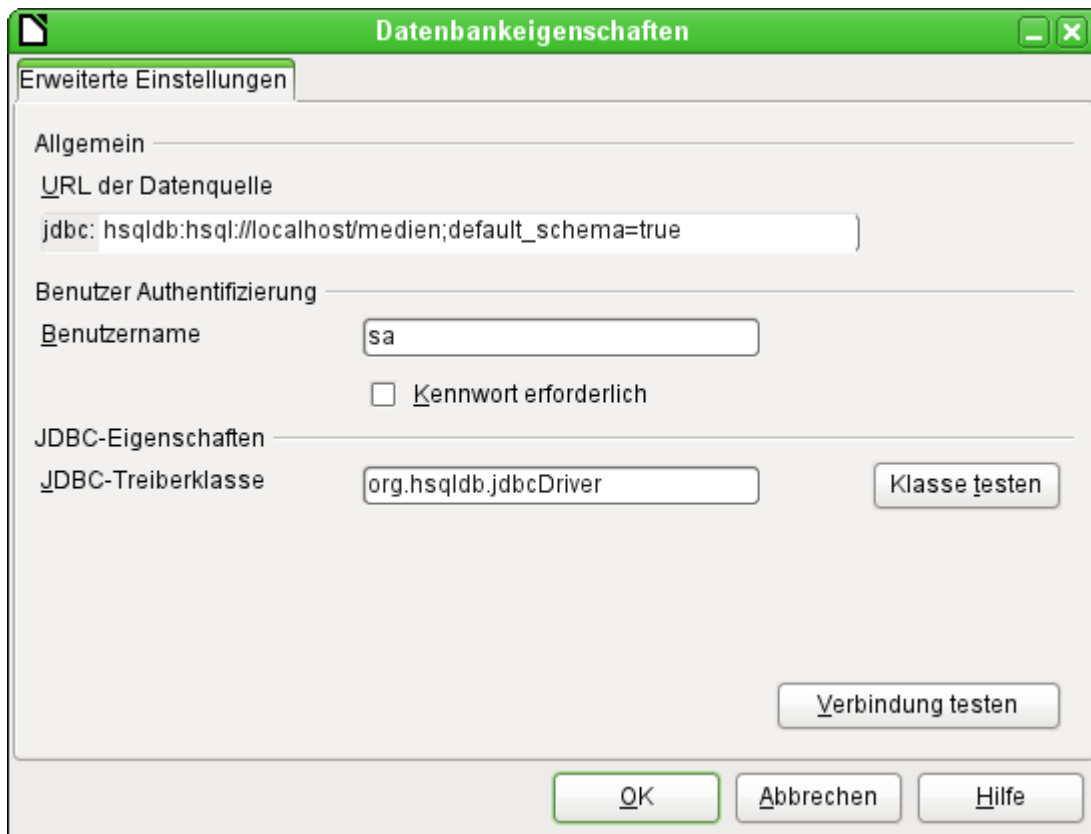 Datenbankeigenschaften
Erweiterte Einstellungen
Allgemein
URL der Datenquelle
jdbc: hsqldb:hsql://localhost/medien;default_schema=true
Benutzer Authentifizierung
Benutzername sa
Kennwort erforderlich
JDBC-Eigenschaften
JDBC-Treiberklasse org.hsqldb.jdbcDriver Klasse testen
Verbindung testen
OK Abbrechen Hilfe